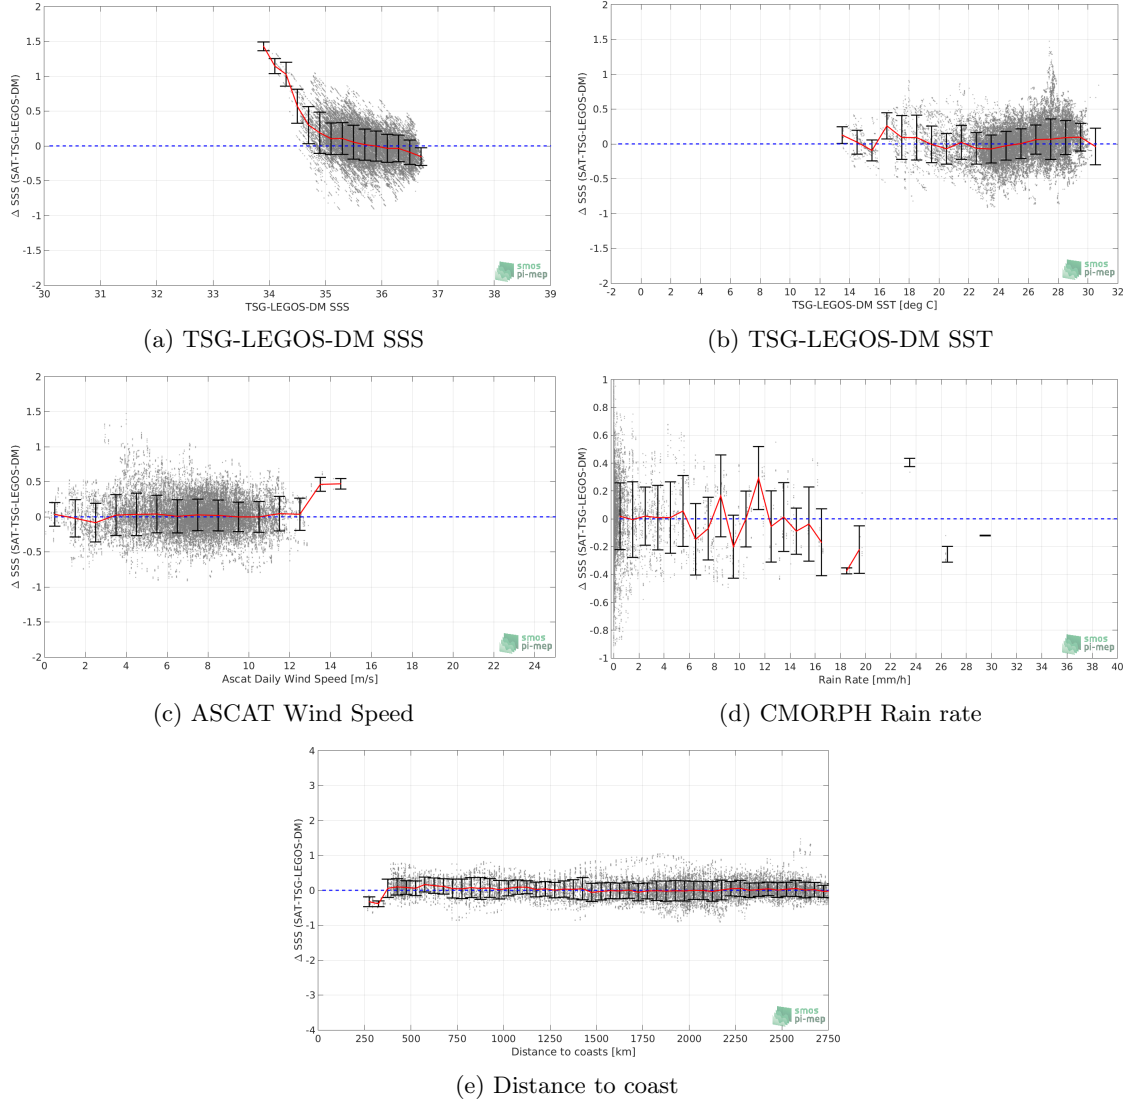 2
1.5
1
0.5
0
-0.5
-1
-1.5
-2
Δ SSS (SAT-TSG-LEGOS-DM)
30 31 32 33 34 35 36 37 38 39
TSG-LEGOS-DM SSS
smos
pi-mep
(a) TSG-LEGOS-DM SSS
2
1.5
1
0.5
0
-0.5
-1
-1.5
-2
Δ SSS (SAT-TSG-LEGOS-DM)
-2 0 2 4 6 8 10 12 14 16 18 20 22 24 26 28 30 32
TSG-LEGOS-DM SST [deg C]
smos
pi-mep
(b) TSG-LEGOS-DM SST
2
1.5
1
0.5
0
-0.5
-1
-1.5
-2
Δ SSS (SAT-TSG-LEGOS-DM)
0 2 4 6 8 10 12 14 16 18 20 22 24
Ascat Daily Wind Speed [m/s]
smos
pi-mep
(c) ASCAT Wind Speed
1
0.8
0.6
0.4
0.2
0
-0.2
-0.4
-0.6
-0.8
-1
Δ SSS (SAT-TSG-LEGOS-DM)
0 2 4 6 8 10 12 14 16 18 20 22 24 26 28 30 32 34 36 38 40
Rain Rate [mm/h]
smos
pi-mep
(d) CMORPH Rain rate
4
3
2
1
0
-1
-2
-3
-4
Δ SSS (SAT-TSG-LEGOS-DM)
0 250 500 750 1000 1250 1500 1750 2000 2250 2500 2750
Distance to coasts [km]
smos
pi-mep
(e) Distance to coast